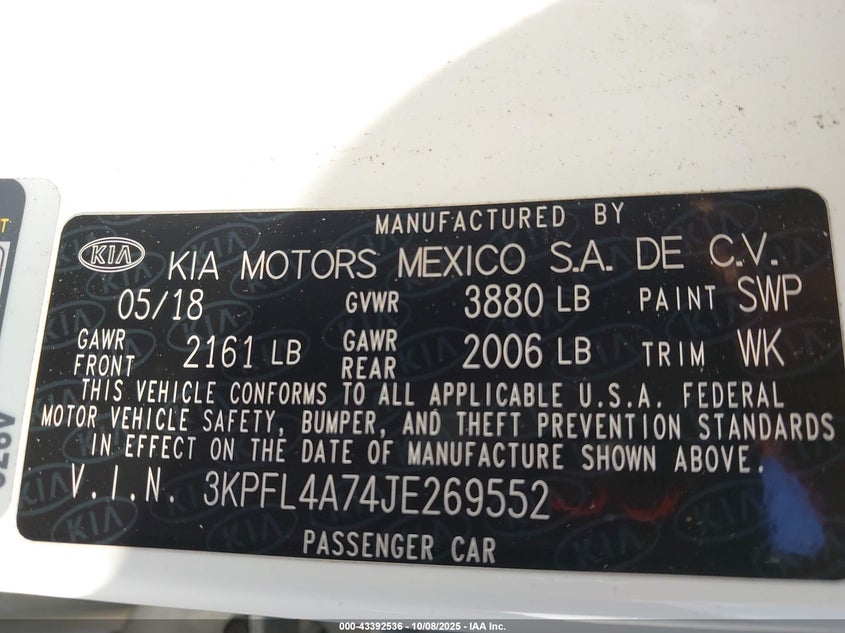 MANUFACTURED BY
KIA KIA MOTORS MEXICO S.A. DE C.V.
05/18 GVWR 3880 LB PAINT SWP
GAWR FRONT 2161 LB GAWR REAR 2006 LB TRIM WK
THIS VEHICLE CONFORMS TO ALL APPLICABLE U.S.A. FEDERAL
MOTOR VEHICLE SAFETY, BUMPER, AND THEFT PREVENTION STANDARDS
IN EFFECT ON THE DATE OF MANUFACTURE SHOWN ABOVE.
V.I.N. 3KPFL4A74JE269552
PASSENGER CAR
000-43392536 - 10/08/2025 - IAA Inc.